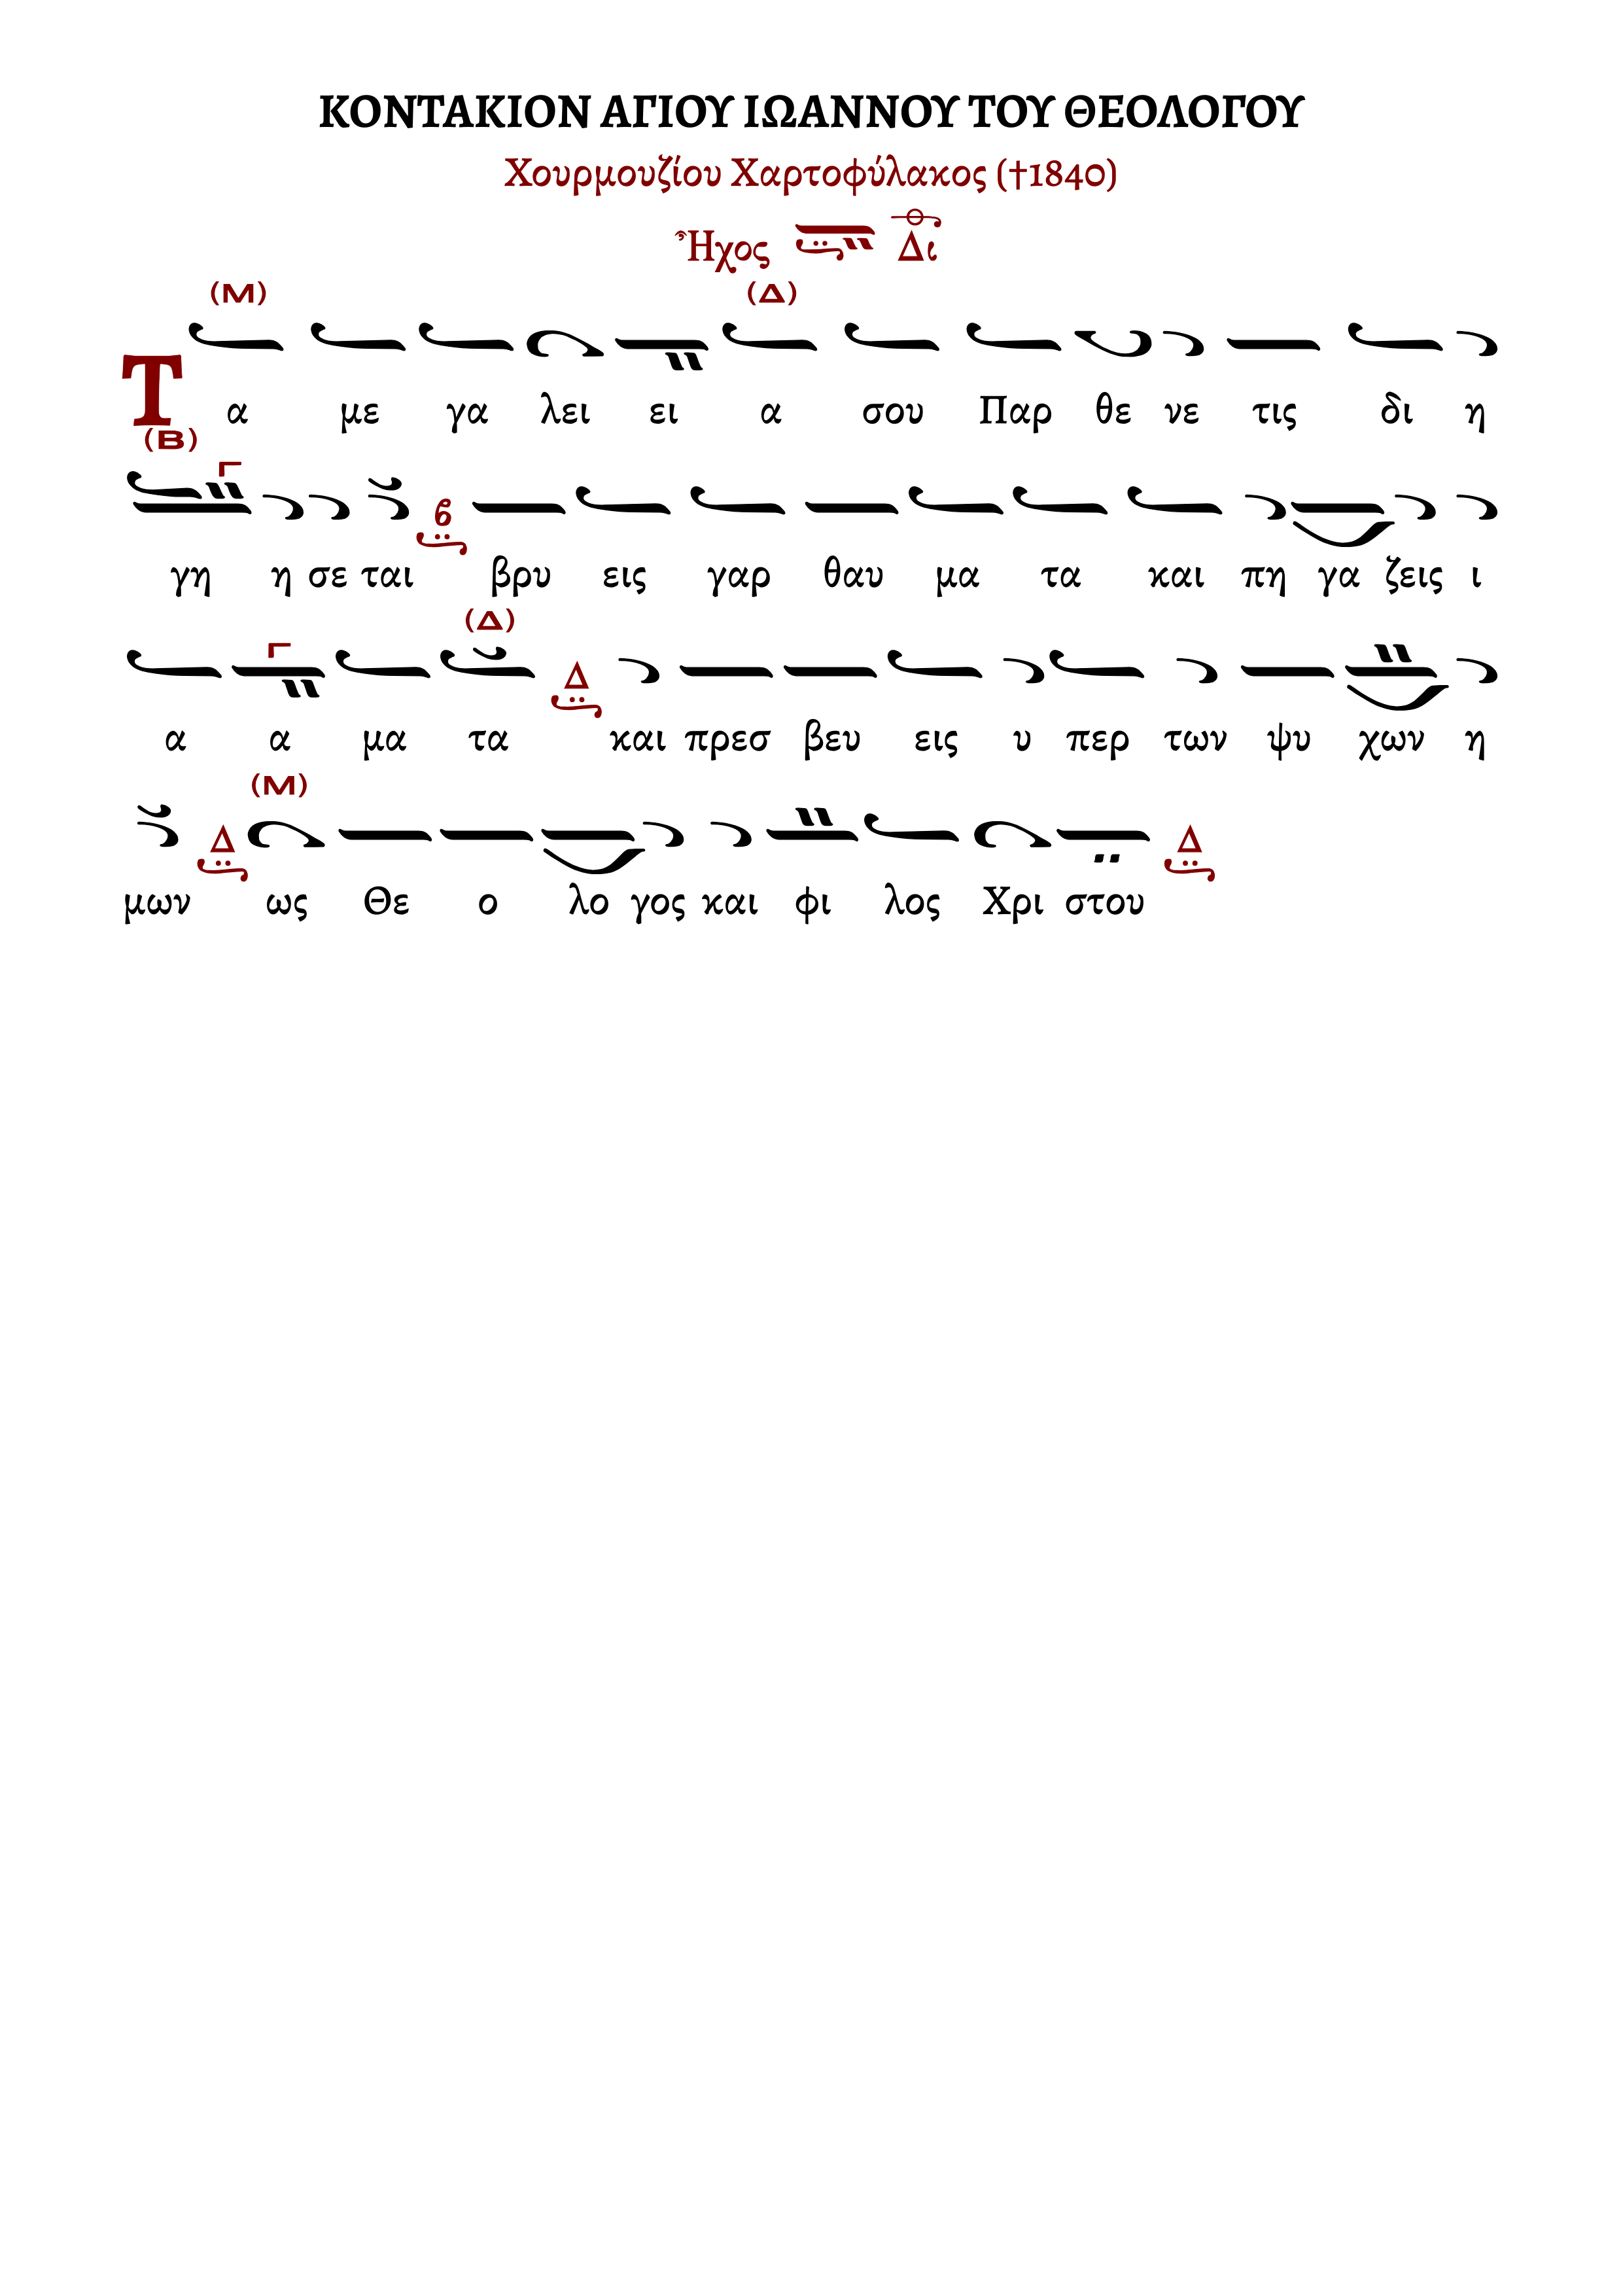 ΚΟΝΤΑΚΙΟΝ ΑΓΙΟΥ ΙΩΑΝΝΟΥ ΤΟΥ ΘΕΟΛΟΓΟΥ
Χουρμουζίου Χαρτοφύλακος (†1840)
Ἦχος Δι
(Μ) (Δ)
Τ α με γα λει ει α σου Παρ θε νε τις δι η
(Β)
γη η σε ται β βρυ εις γαρ θαυ μα τα και πη γα ζεις ι
(Δ)
α α μα τα Δ και πρεσ βευ εις υ περ των ψυ χων η
(Μ)
μων Δ ως Θε ο λο γος και φι λος Χρι στου Δ